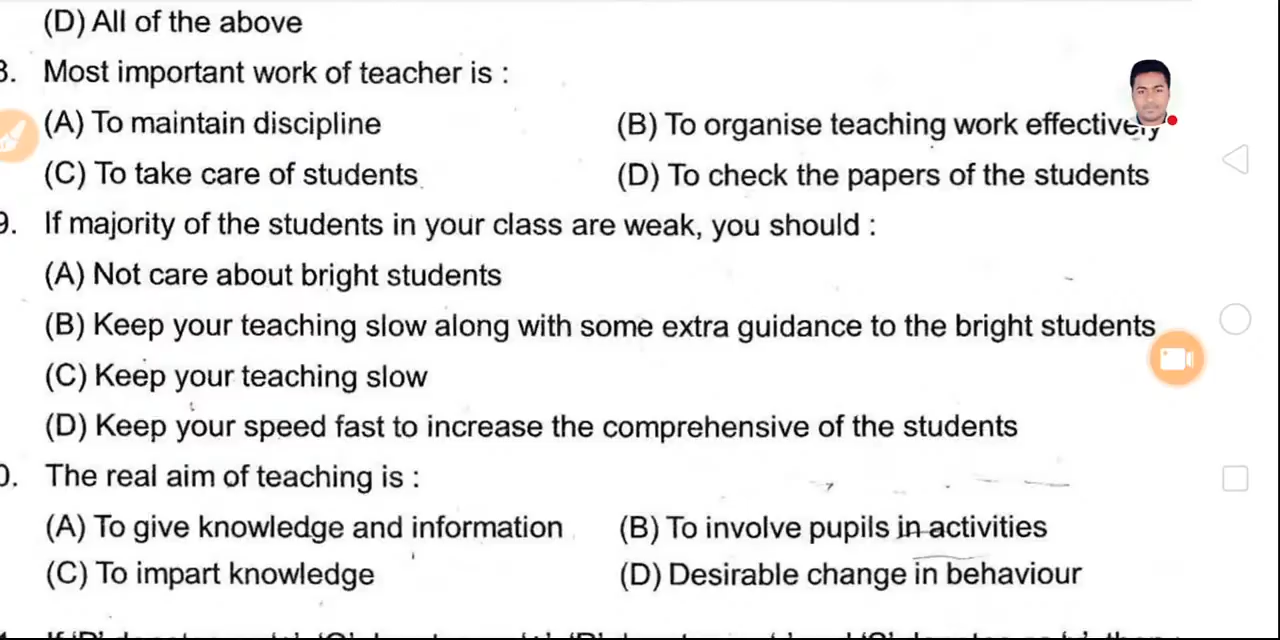 (D) All of the above
3. Most important work of teacher is :
(A) To maintain discipline (B) To organise teaching work effectively
(C) To take care of students (D) To check the papers of the students
9. If majority of the students in your class are weak, you should :
(A) Not care about bright students
(B) Keep your teaching slow along with some extra guidance to the bright students
(C) Keep your teaching slow
(D) Keep your speed fast to increase the comprehensive of the students
0. The real aim of teaching is :
(A) To give knowledge and information (B) To involve pupils in activities
(C) To impart knowledge (D) Desirable change in behaviour